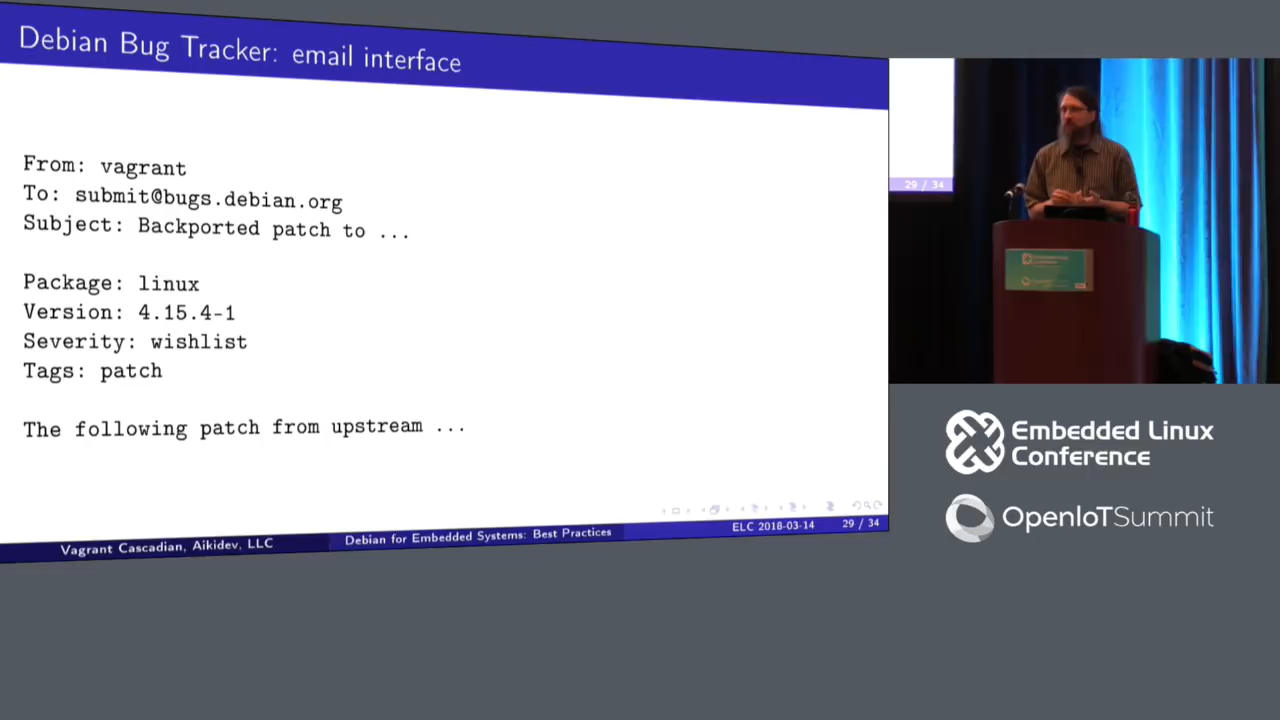 Debian Bug Tracker: email interface
From: vagrant
To: submit@bugs.debian.org
Subject: Backported patch to ...
Package: linux
Version: 4.15.4-1
Severity: wishlist
Tags: patch
The following patch from upstream ...
Vagrant Cascadian, Aikidev, LLC
Debian for Embedded Systems: Best Practices
ELC 2018-03-14
29 / 34
29 / 34
Embedded Linux
Conference
OpenIoTSummit